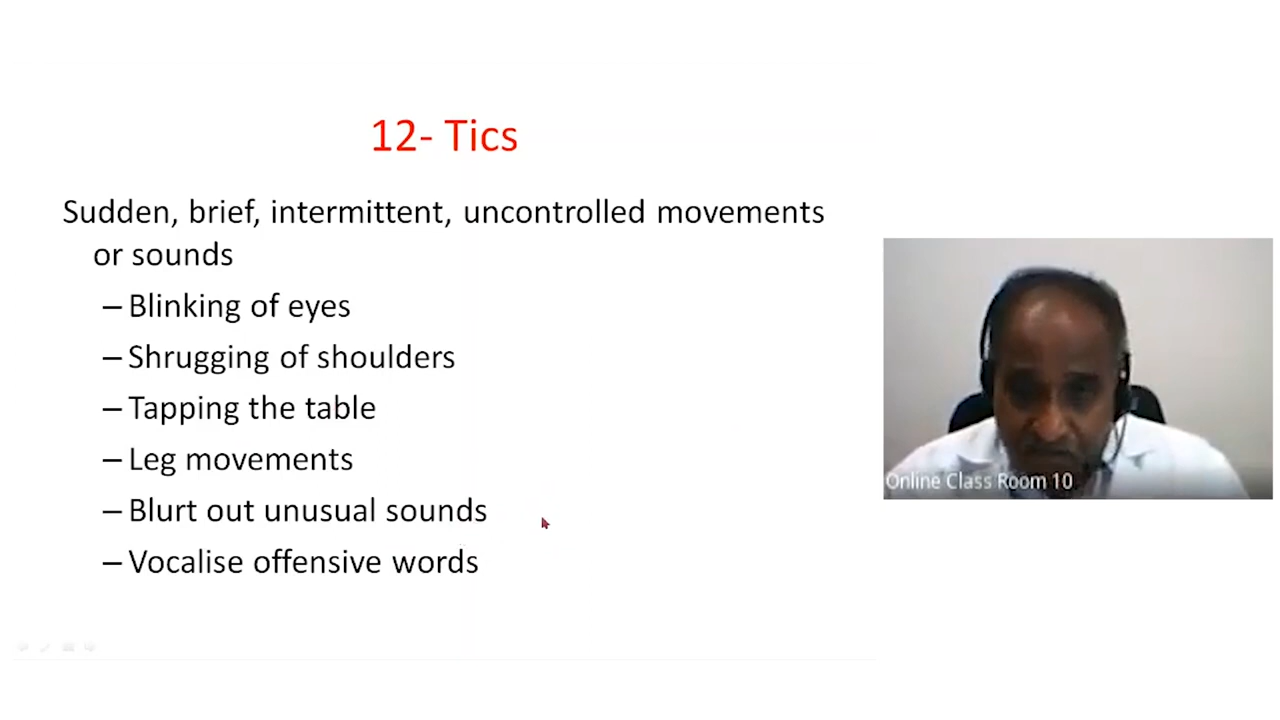 12- Tics
Sudden, brief, intermittent, uncontrolled movements
or sounds
– Blinking of eyes
– Shrugging of shoulders
– Tapping the table
– Leg movements
– Blurt out unusual sounds
– Vocalise offensive words
Online Class Room 10